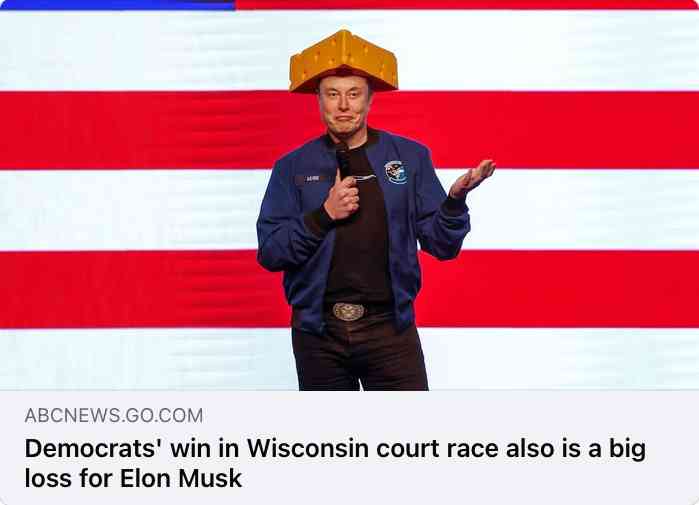 ABCNEWS.GO.COM
Democrats' win in Wisconsin court race also is a big
loss for Elon Musk